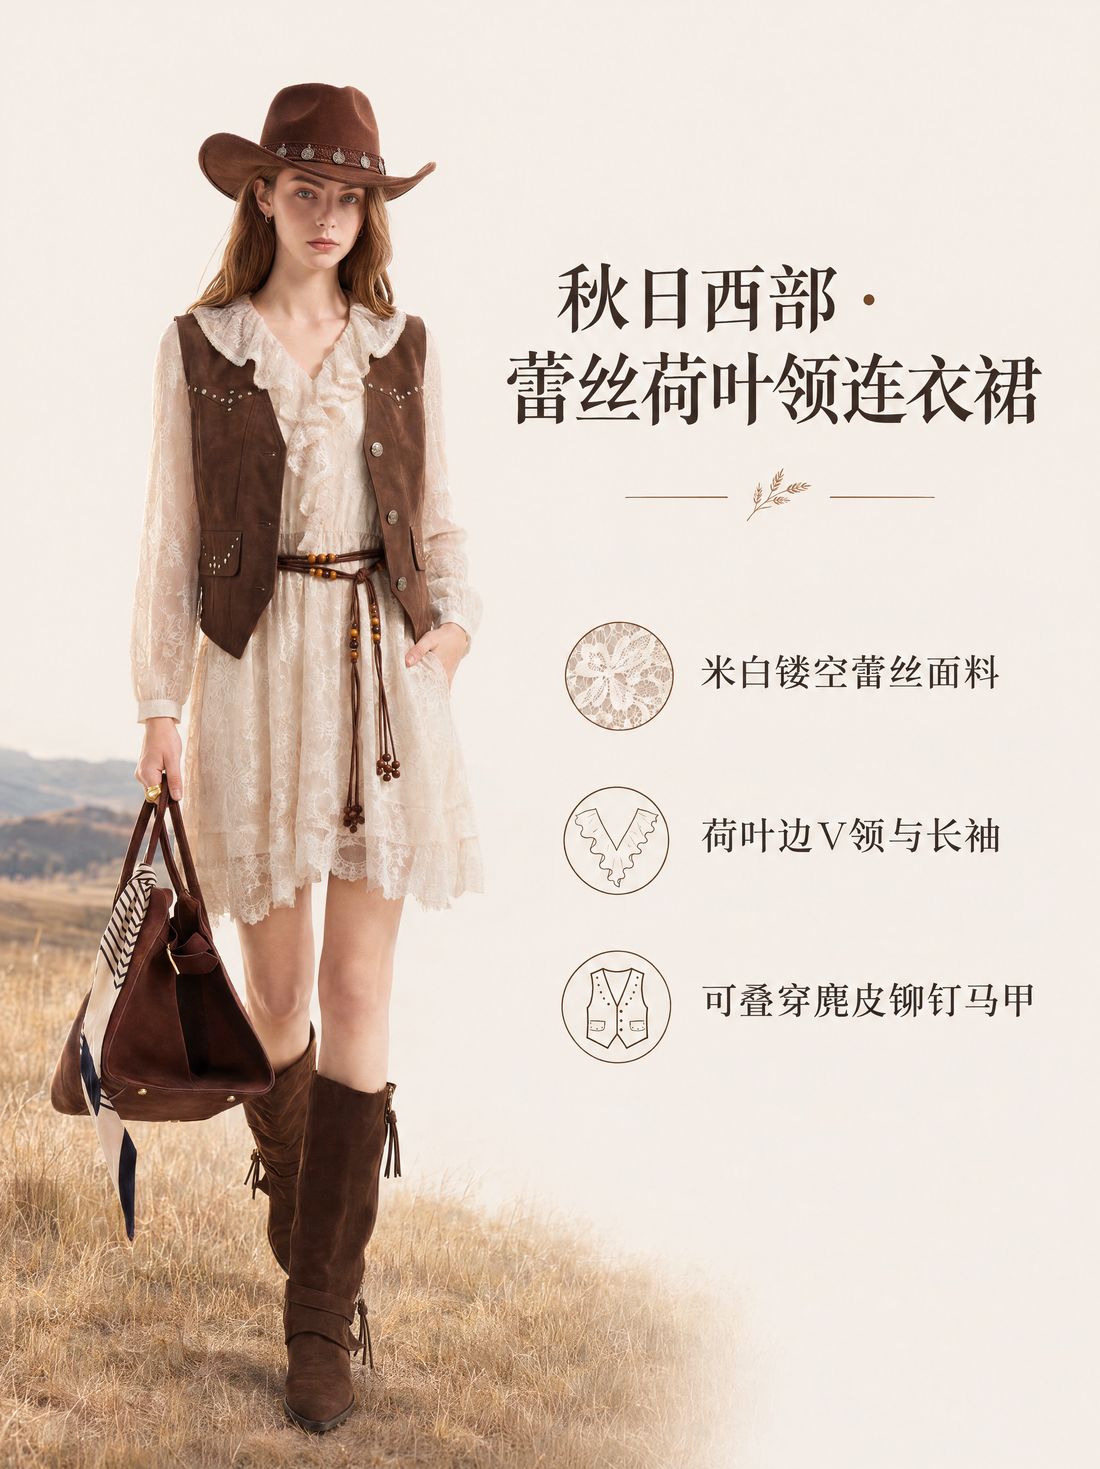 秋日西部·
蕾丝荷叶领连衣裙
米白镂空蕾丝面料
荷叶边V领与长袖
可叠穿麂皮铆钉马甲